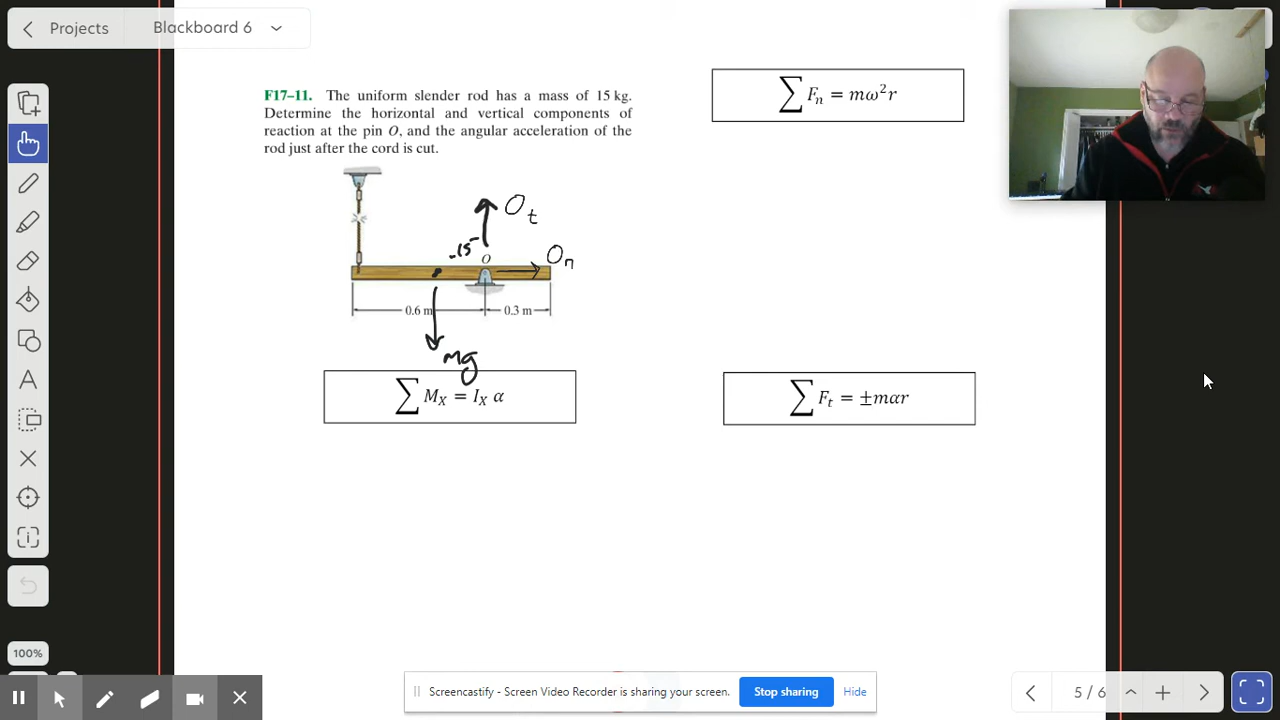 Projects
Blackboard 6
F17–11. The uniform slender rod has a mass of 15 kg.
Determine the horizontal and vertical components of
reaction at the pin O, and the angular acceleration of the
rod just after the cord is cut.
∑ Fn = mω²r
Ot
.15
O
On
0.6 m
0.3 m
mg
∑ MX = IX α
∑ Ft = ±mαr
A
100%
Screencastify - Screen Video Recorder is sharing your screen.
Stop sharing
Hide
5 / 6